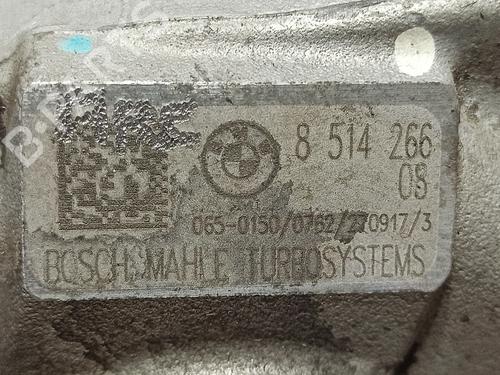 8 514 266
08
065-0150/0762/270917/3
BOSCH MAHLE TURBOSYSTEMS